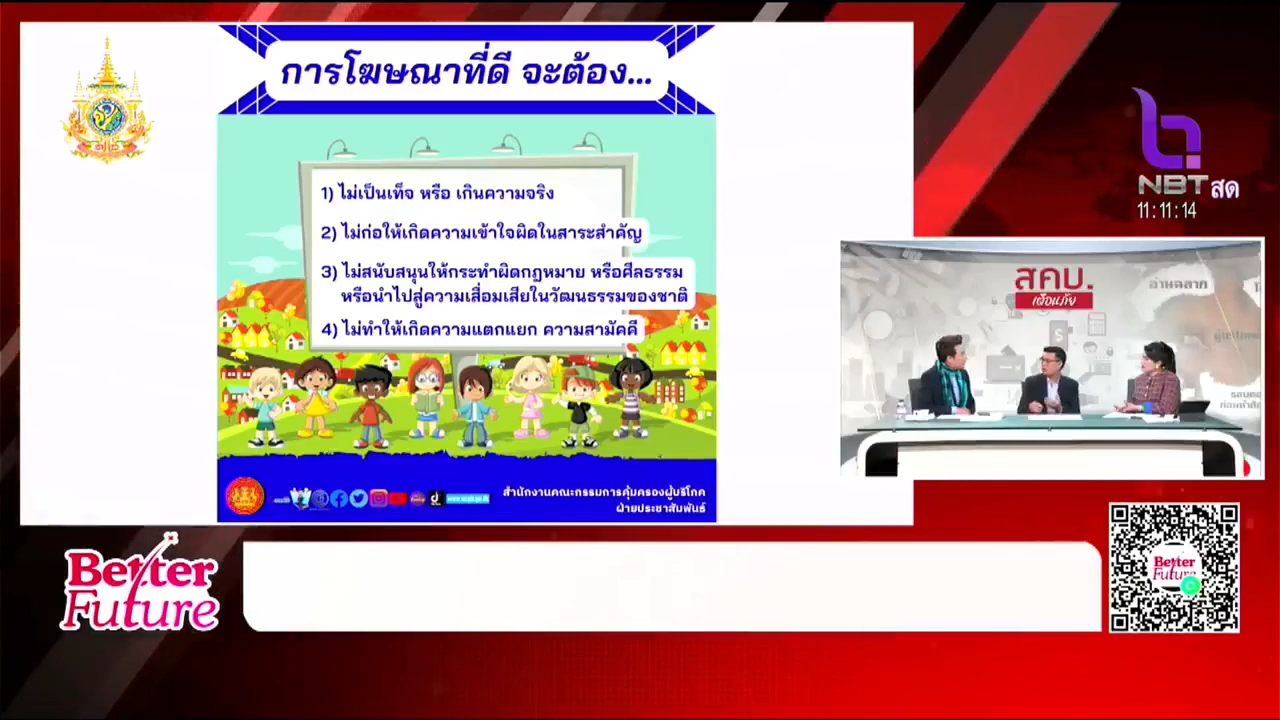 การโฆษณาที่ดี จะต้อง...
1) ไม่เป็นเท็จ หรือ เกินความจริง
2) ไม่ก่อให้เกิดความเข้าใจผิดในสาระสำคัญ
3) ไม่สนับสนุนให้กระทำผิดกฎหมาย หรือศีลธรรม
หรือนำไปสู่ความเสื่อมเสียในวัฒนธรรมของชาติ
4) ไม่ทำให้เกิดความแตกแยก ความสามัคคี
สำนักงานคณะกรรมการคุ้มครองผู้บริโภค
ฝ่ายประชาสัมพันธ์
NBT สด
11:11:14
สคบ.
เพื่อนภัย
อ่านฉลาก
Better
Future
Better
Future